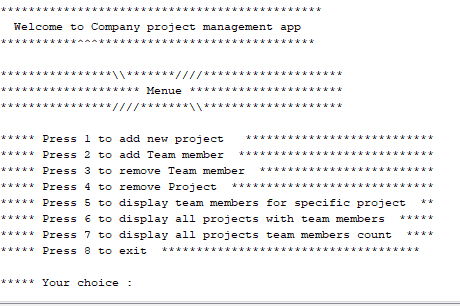 **********************************************
Welcome to Company project management app
***********^^^*******************************

****************\\*******////********************
******************** Menue **********************
****************////*******\\********************

***** Press 1 to add new project ***************************
***** Press 2 to add Team member ****************************
***** Press 3 to remove Team member *************************
***** Press 4 to remove Project *****************************
***** Press 5 to display team members for specific project **
***** Press 6 to display all projects with team members *****
***** Press 7 to display all projects team members count ****
***** Press 8 to exit *************************************

***** Your choice :